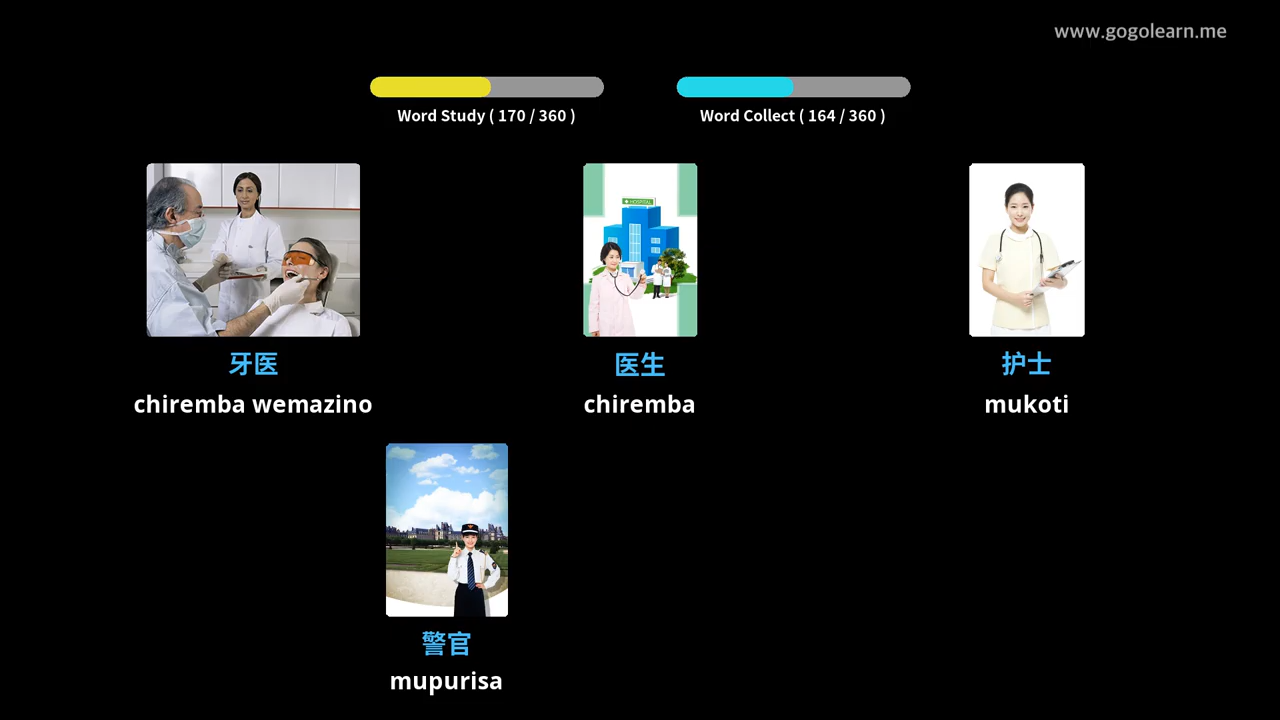 www.gogolearn.me
Word Study ( 170 / 360 )
Word Collect ( 164 / 360 )
HOSPITAL
牙医
chiremba wemazino
医生
chiremba
护士
mukoti
警官
mupurisa